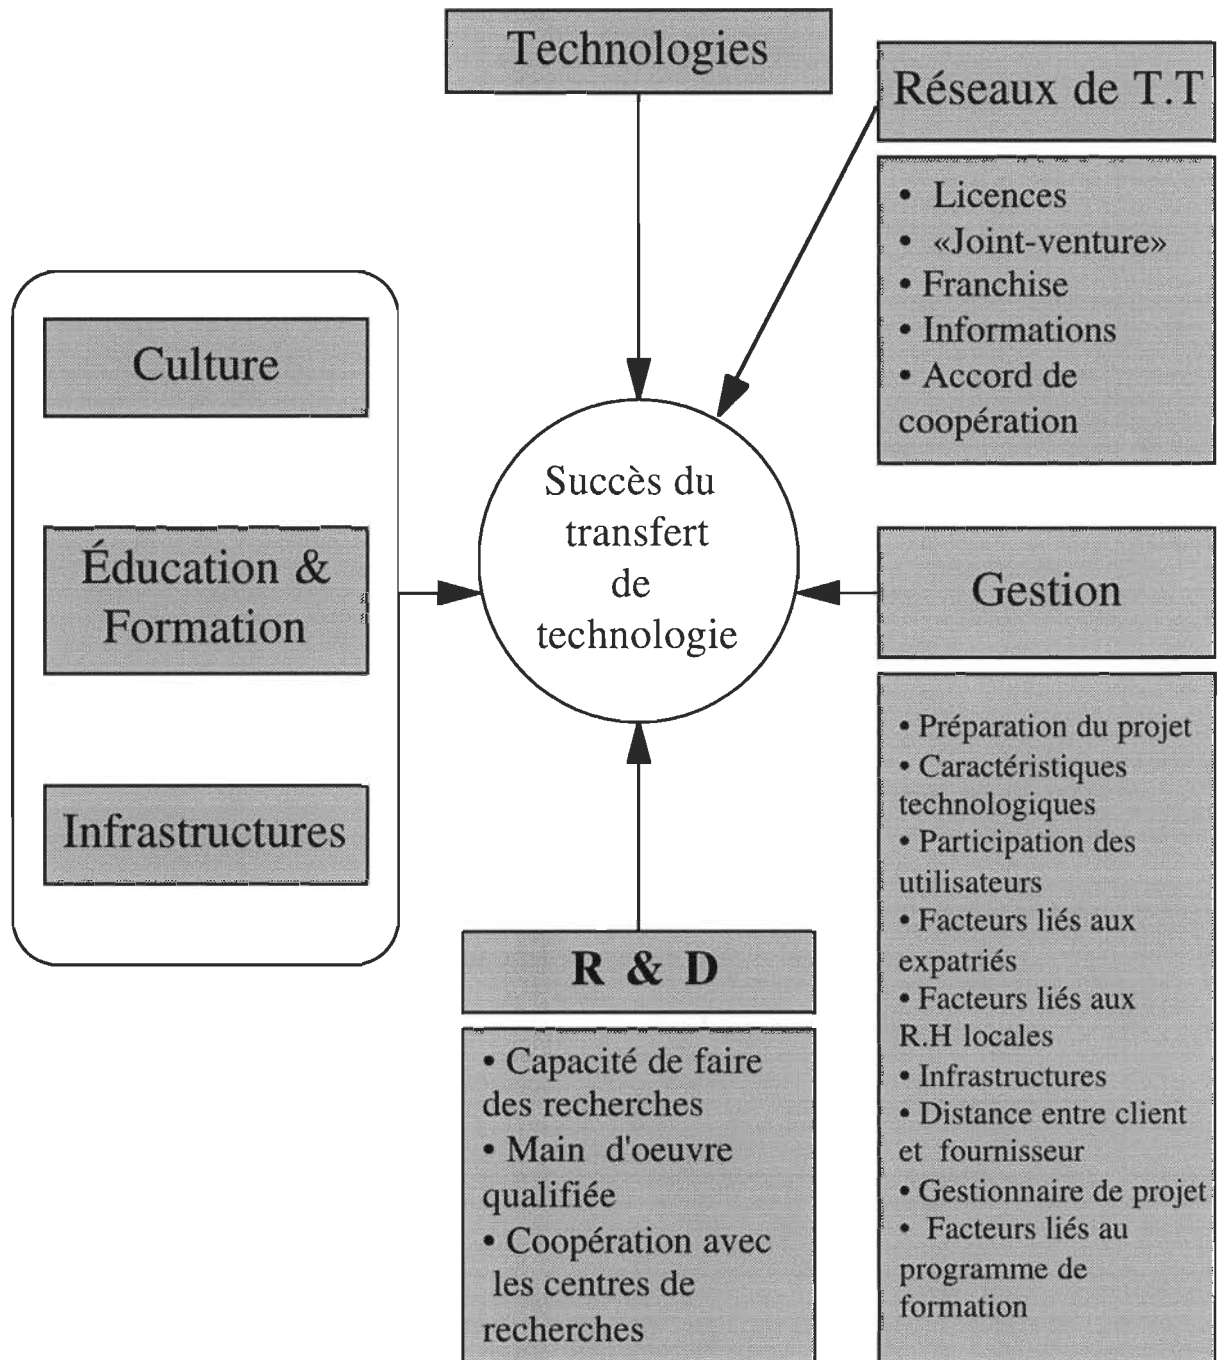 Technologies
Réseaux de T.T
• Licences
• «Joint-venture»
• Franchise
• Informations
• Accord de
coopération
Culture
Éducation &
Formation
Infrastructures
Succès du
transfert
de
technologie
Gestion
• Préparation du projet
• Caractéristiques
technologiques
• Participation des
utilisateurs
• Facteurs liés aux
expatriés
• Facteurs liés aux
R.H locales
• Infrastructures
• Distance entre client
et fournisseur
• Gestionnaire de projet
• Facteurs liés au
programme de
formation
R & D
• Capacité de faire
des recherches
• Main d'oeuvre
qualifiée
• Coopération avec
les centres de
recherches